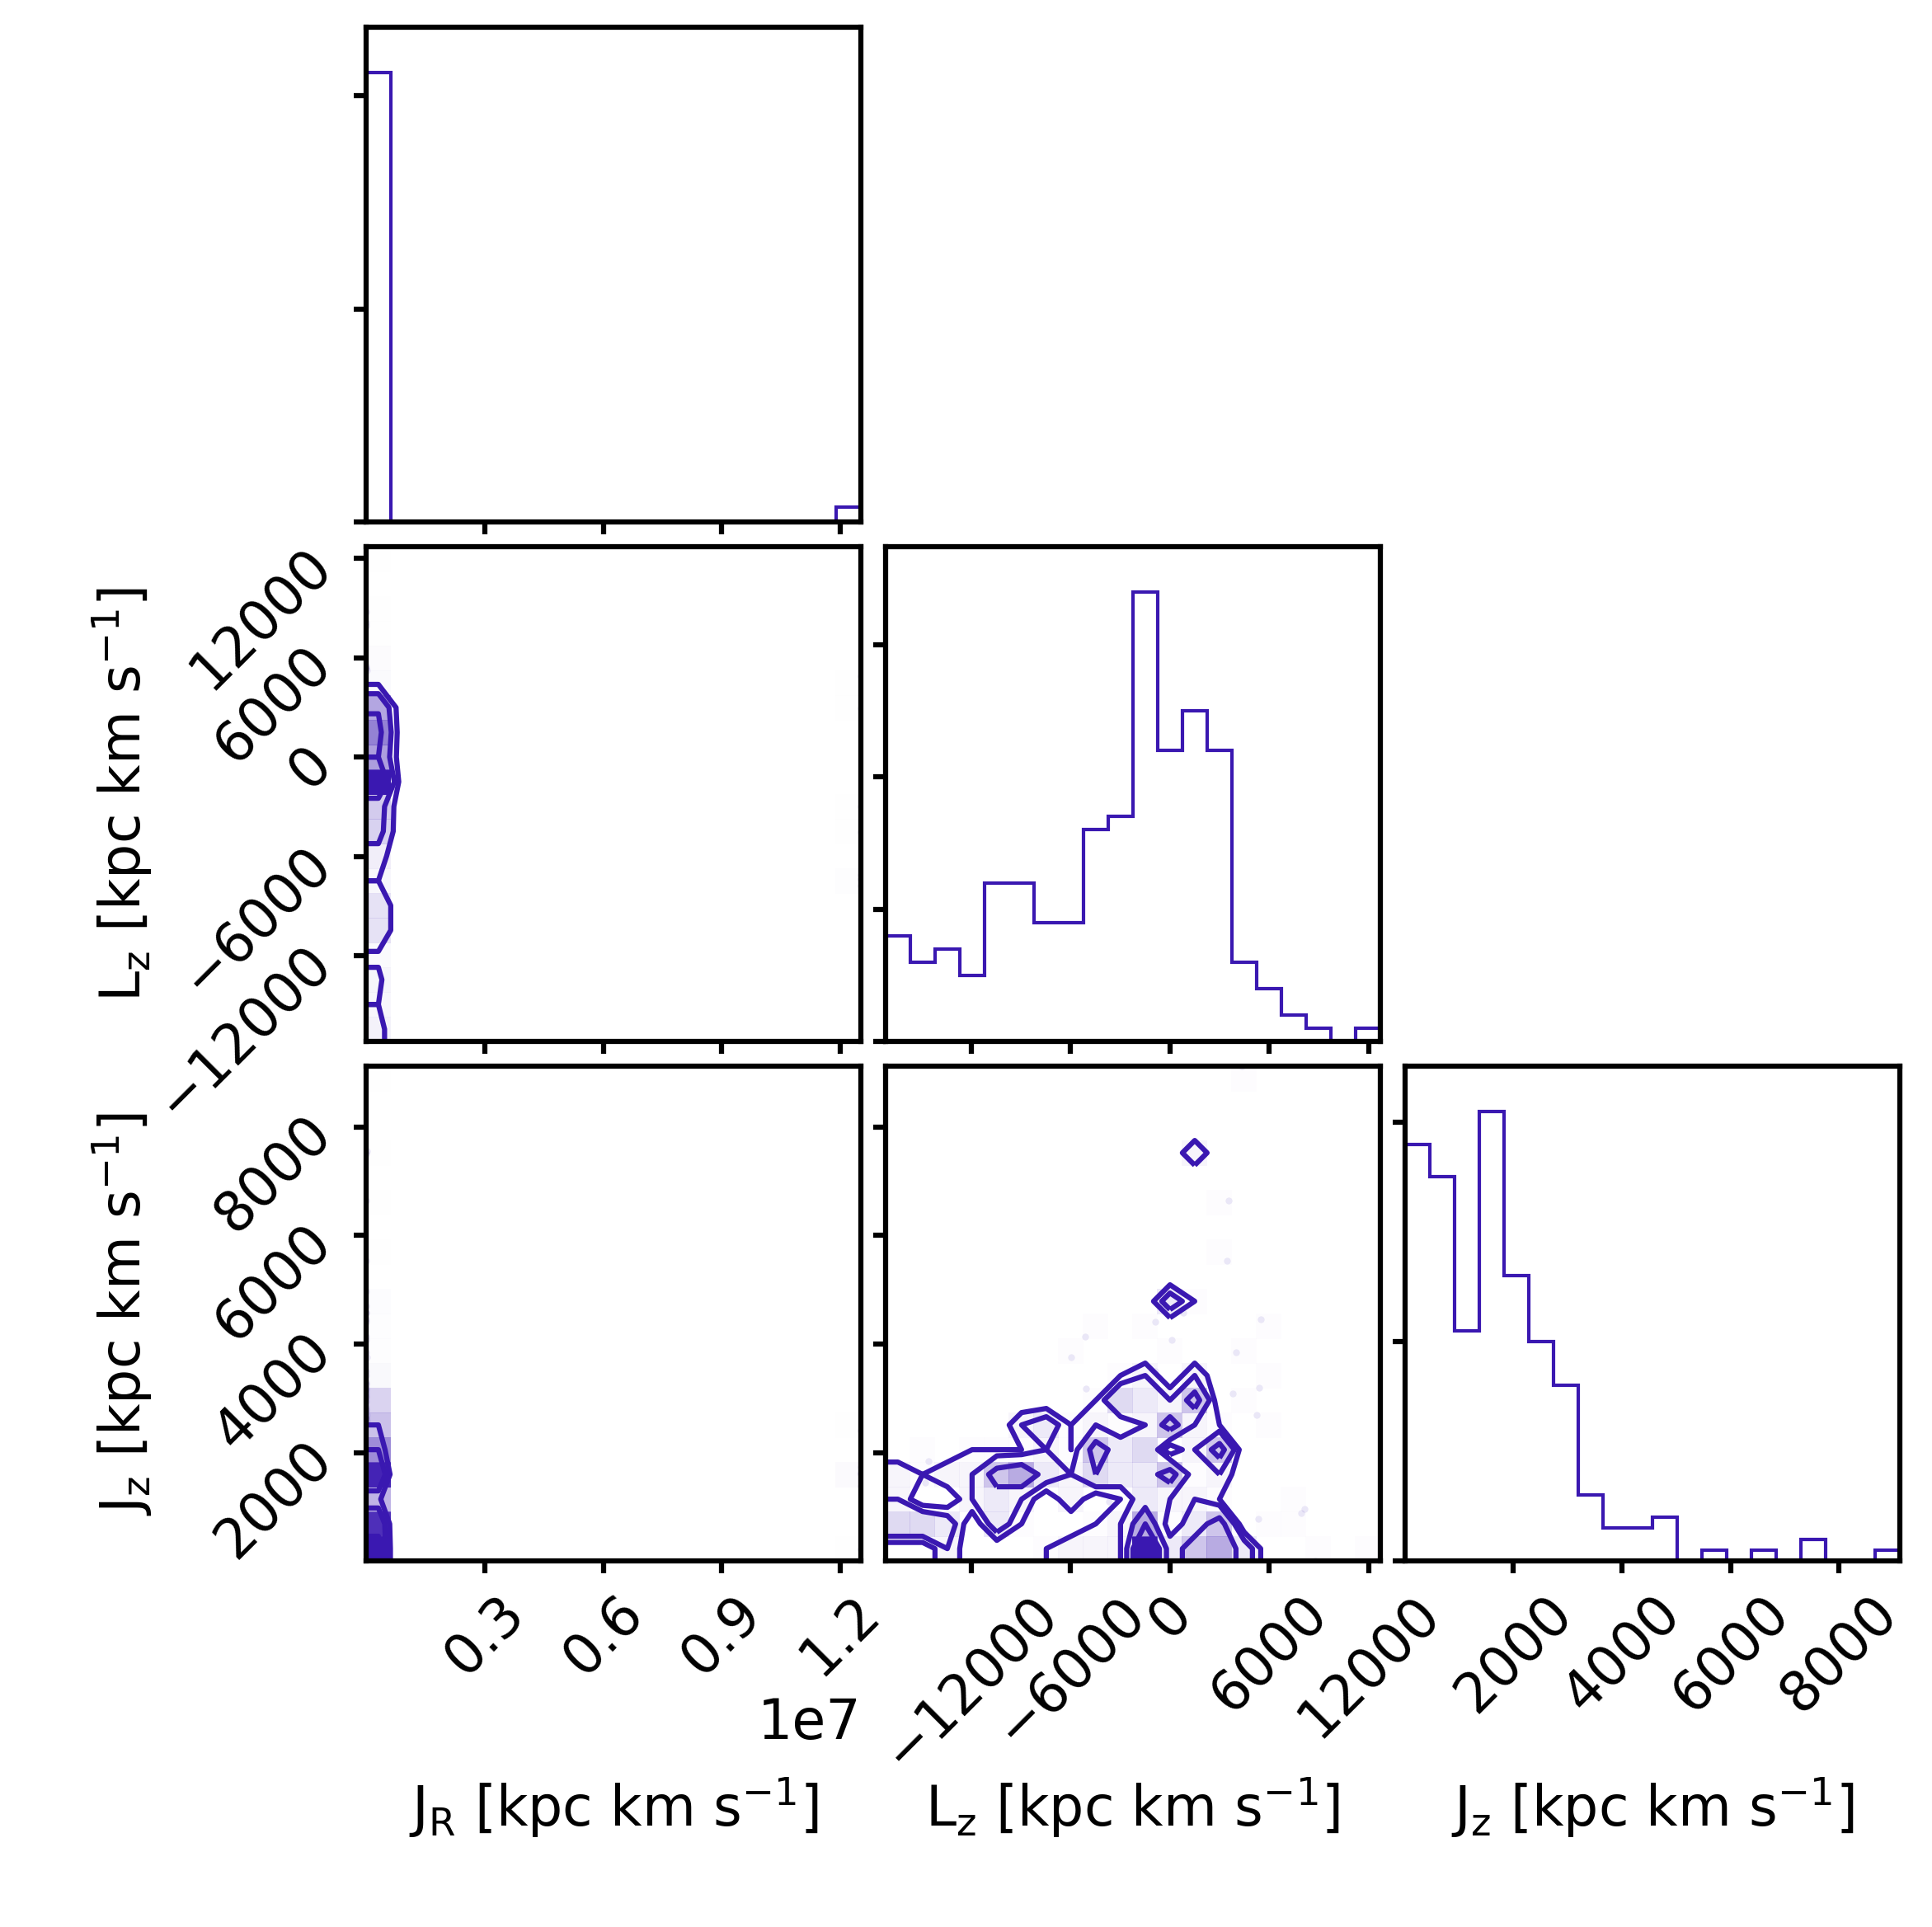 12000
6000
0
−6000
−12000
L_z [kpc km s⁻¹]
8000
6000
4000
2000
J_z [kpc km s⁻¹]
0.3 0.6 0.9 1.2
1e7
J_R [kpc km s⁻¹]
−12000 −6000 0 6000 12000
L_z [kpc km s⁻¹]
2000 4000 6000 8000
J_z [kpc km s⁻¹]